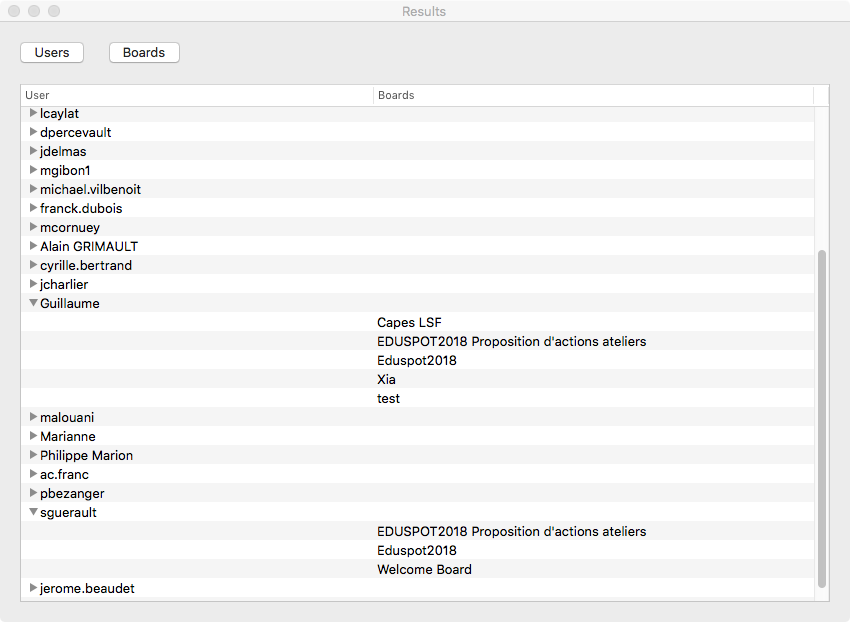 Results
Users Boards
User Boards
lcaylat
dpercevault
jdelmas
mgibon1
michael.vilbenoit
franck.dubois
mcornuey
Alain GRIMAULT
cyrille.bertrand
jcharlier
Guillaume
Capes LSF
EDUSPOT2018 Proposition d'actions ateliers
Eduspot2018
Xia
test
malouani
Marianne
Philippe Marion
ac.franc
pbezanger
sguerault
EDUSPOT2018 Proposition d'actions ateliers
Eduspot2018
Welcome Board
jerome.beaudet